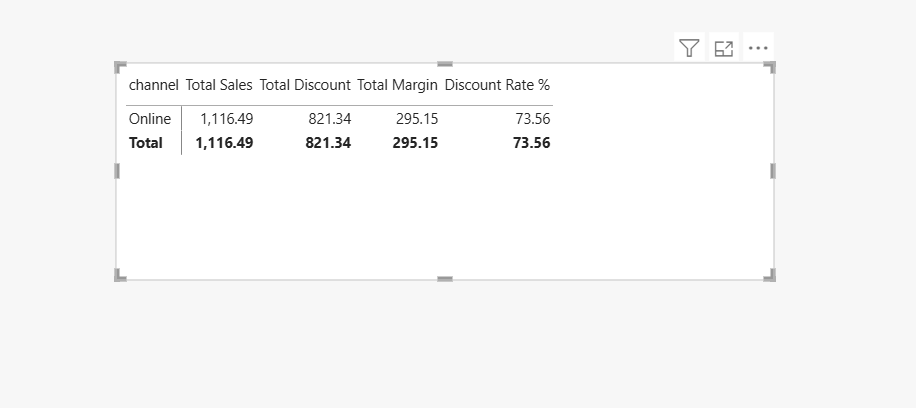 channel Total Sales Total Discount Total Margin Discount Rate %
Online 1,116.49 821.34 295.15 73.56
Total 1,116.49 821.34 295.15 73.56